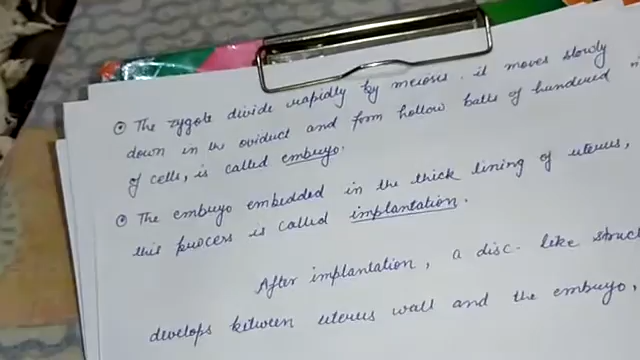 ⊙ The zygote divide rapidly by meiosis. it moves slowly
down in the oviduct and form hollow balls of hundered
of cells, is called embryo.
⊙ The embryo embedded in the thick lining of uterus,
this process is called implantation.
After implantation, a disc-like struct
develops between uterus wall and the embryo,